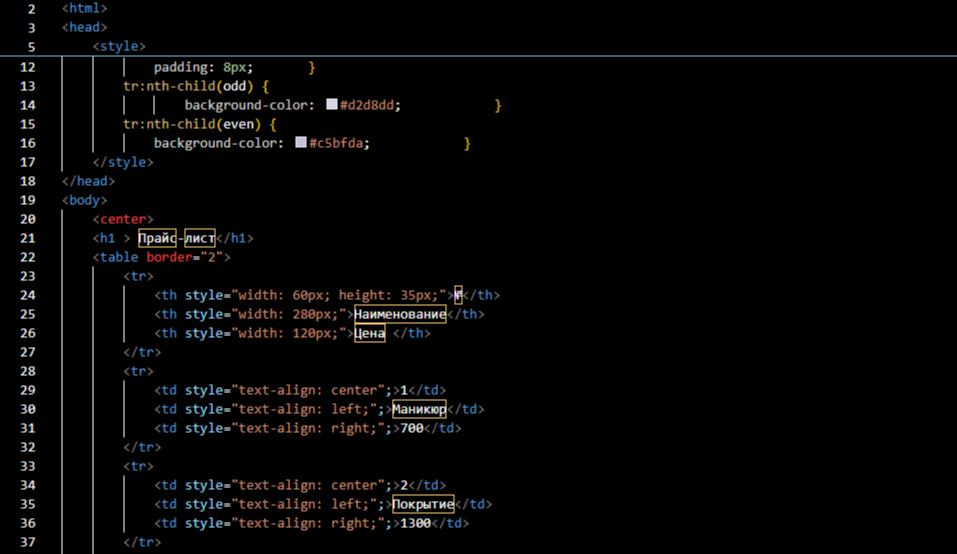 2 <html>
3 <head>
5 <style>
12 padding: 8px; }
13 tr:nth-child(odd) {
14 background-color: #d2d8dd; }
15 tr:nth-child(even) {
16 background-color: #c5bfda; }
17 </style>
18 </head>
19 <body>
20 <center>
21 <h1 > Прайс-лист</h1>
22 <table border="2">
23 <tr>
24 <th style="width: 60px; height: 35px;">№</th>
25 <th style="width: 280px;">Наименование</th>
26 <th style="width: 120px;">Цена </th>
27 </tr>
28 <tr>
29 <td style="text-align: center";>1</td>
30 <td style="text-align: left;";>Маникюр</td>
31 <td style="text-align: right;";>700</td>
32 </tr>
33 <tr>
34 <td style="text-align: center";>2</td>
35 <td style="text-align: left;";>Покрытие</td>
36 <td style="text-align: right;";>1300</td>
37 </tr>